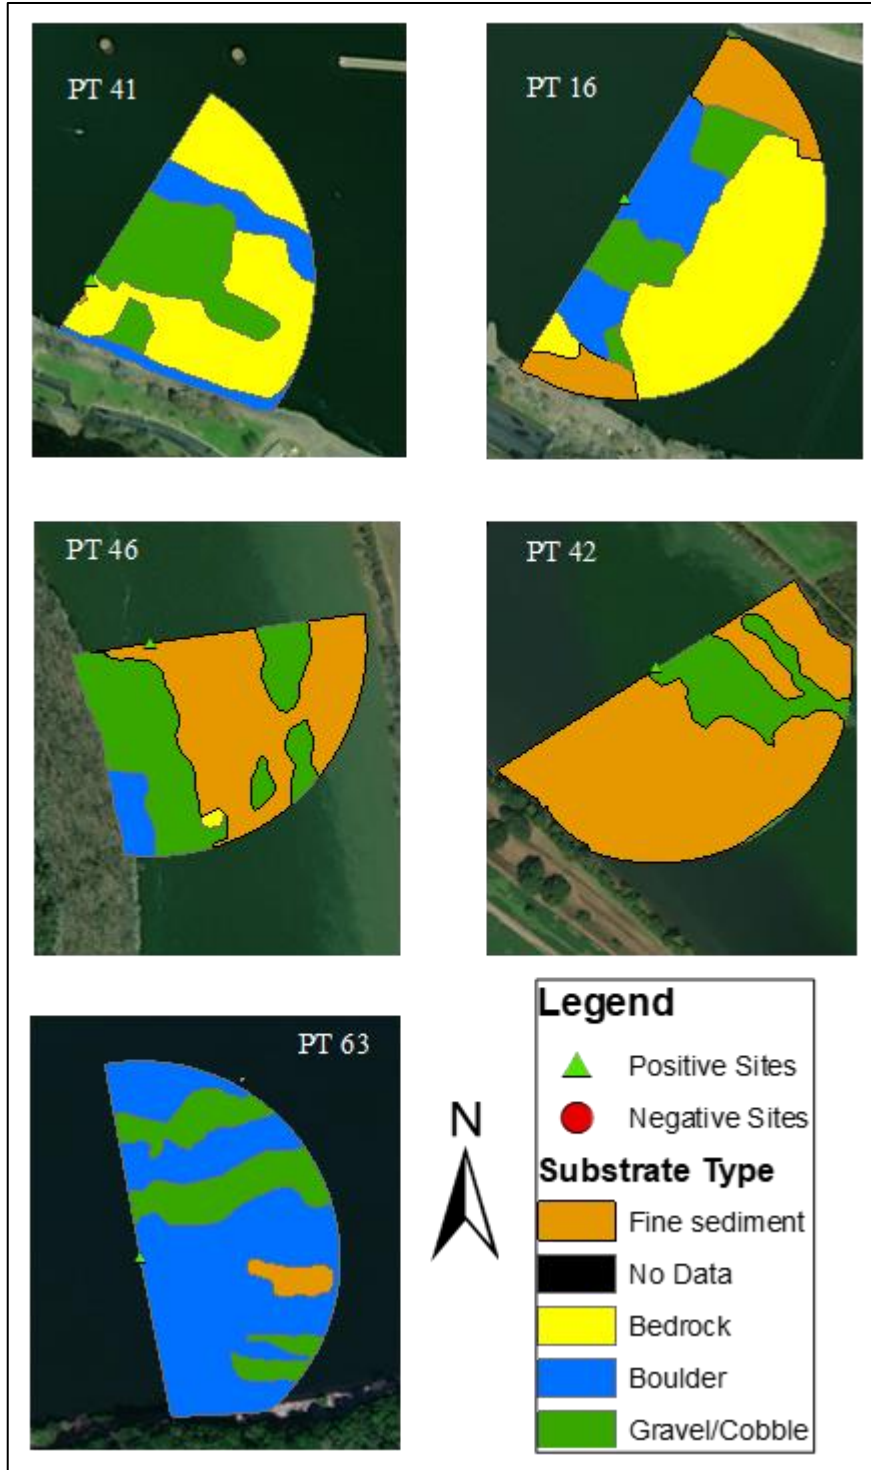 PT 41
PT 16
PT 46
PT 42
PT 63
N
Legend
Positive Sites
Negative Sites
Substrate Type
Fine sediment
No Data
Bedrock
Boulder
Gravel/Cobble